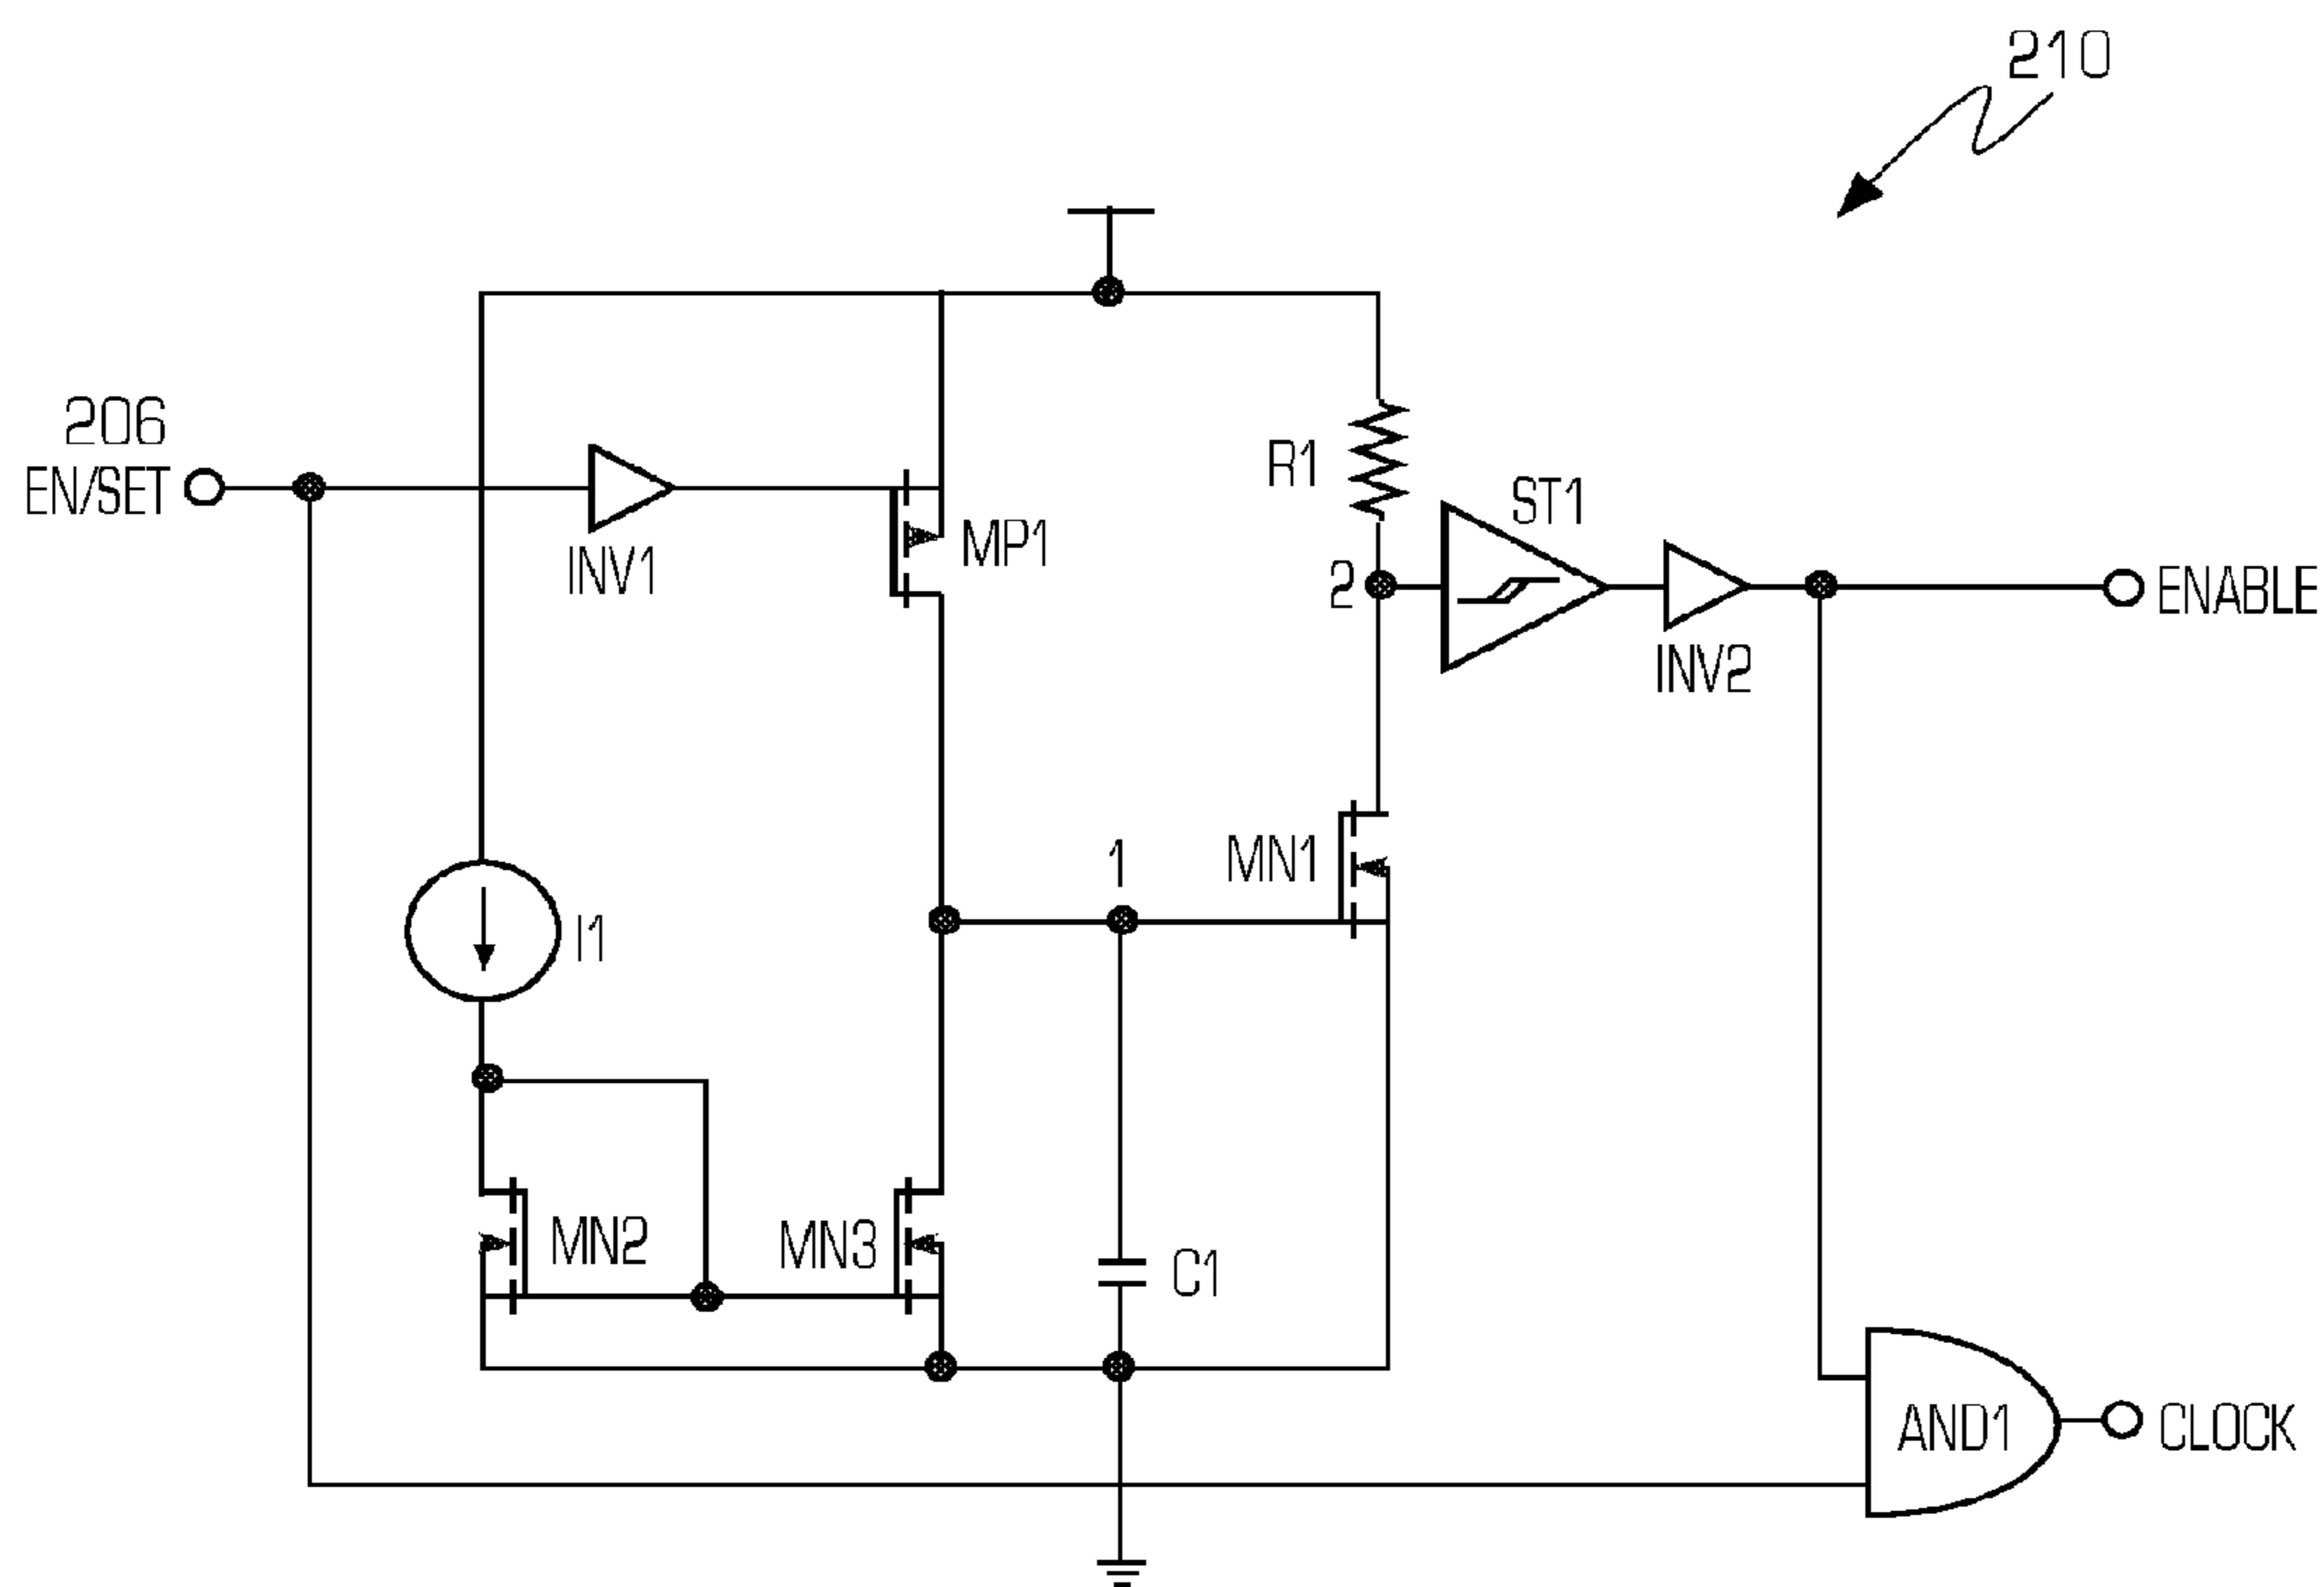 210
206
EN/SET
INV1
MP1
R1
ST1
2
ENABLE
INV2
1
MN1
I1
MN2
MN3
C1
AND1
CLOCK